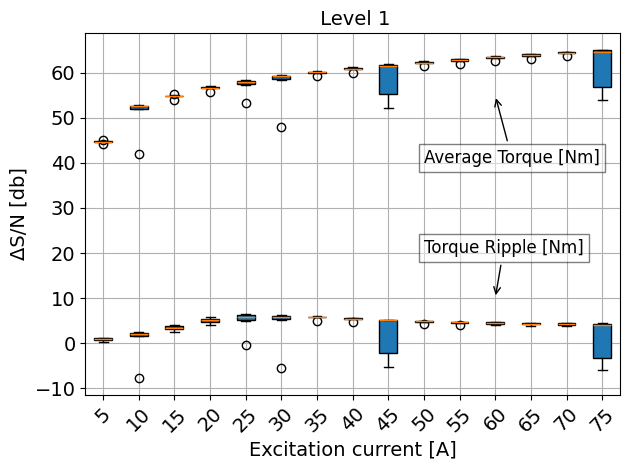 Level 1
ΔS/N [db]
60
50
40
30
20
10
0
−10
Average Torque [Nm]
Torque Ripple [Nm]
5 10 15 20 25 30 35 40 45 50 55 60 65 70 75
Excitation current [A]